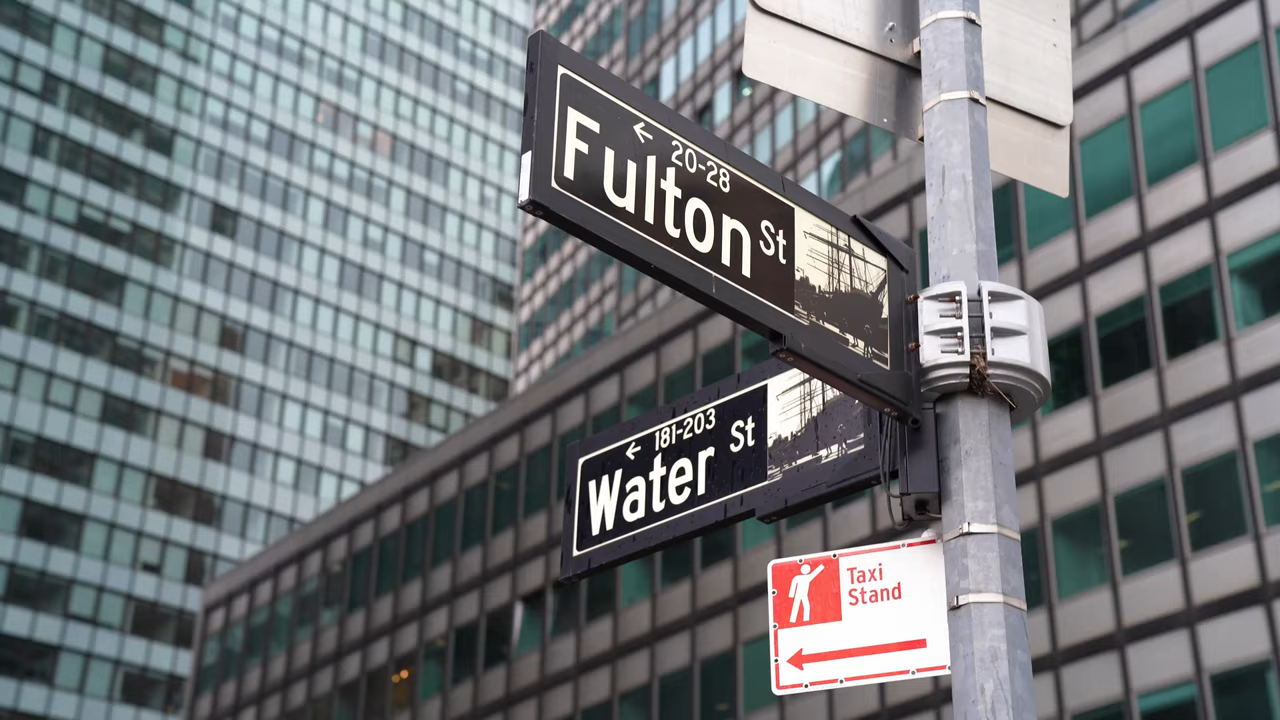 ← 20-28
Fulton St
← 181-203
Water St
Taxi
Stand